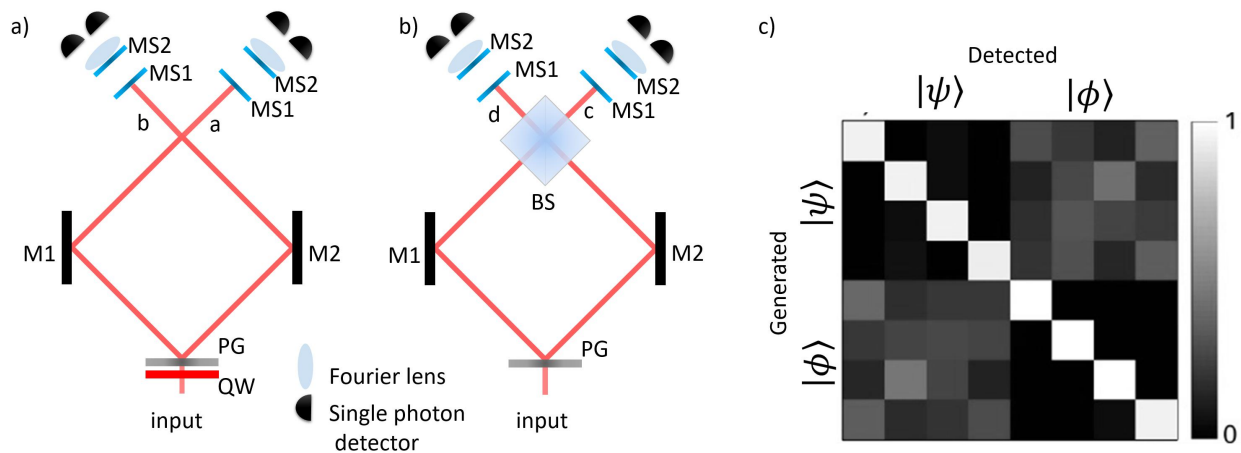 a)
MS2
MS1
MS2
MS1
b
a
M1
M2
PG
QW
input
Fourier lens
Single photon
detector
b)
MS2
MS1
MS2
MS1
d
c
BS
M1
M2
PG
input
c)
Detected
|ψ⟩
|ϕ⟩
Generated
|ψ⟩
|ϕ⟩
1
0